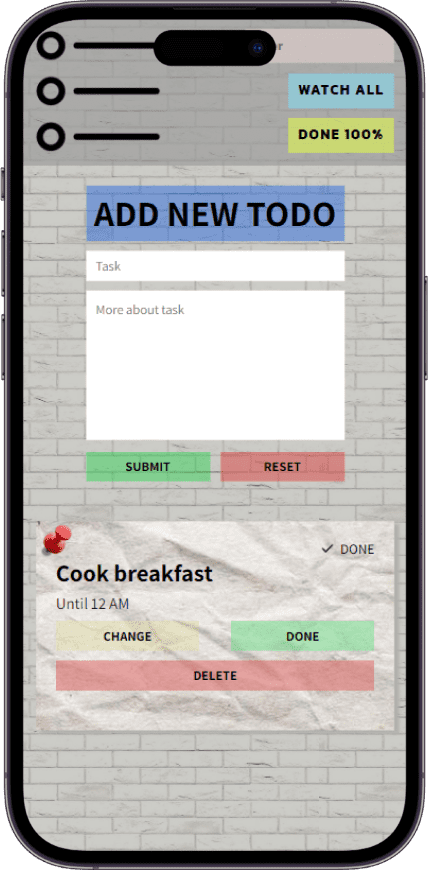 WATCH ALL
DONE 100%
ADD NEW TODO
Task
More about task
SUBMIT
RESET
DONE
Cook breakfast
Until 12 AM
CHANGE
DONE
DELETE